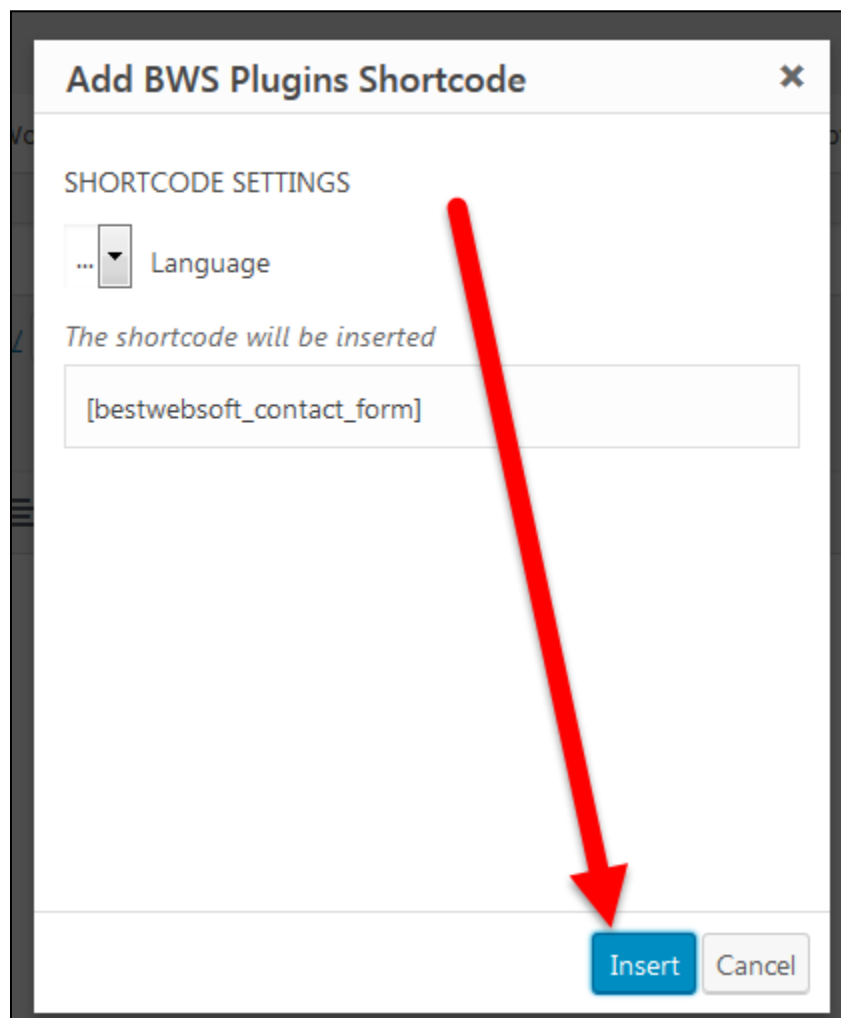 Add BWS Plugins Shortcode ✖
SHORTCODE SETTINGS
... Language
The shortcode will be inserted
[bestwebsoft_contact_form]
Insert Cancel